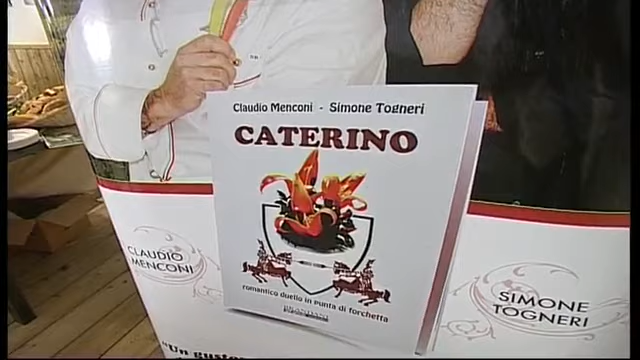 Claudio Menconi - Simone Togneri
CATERINO
romantico duello in punta di forchetta
CLAUDIO
MENCONI
SIMONE
TOGNERI
"Un gusto